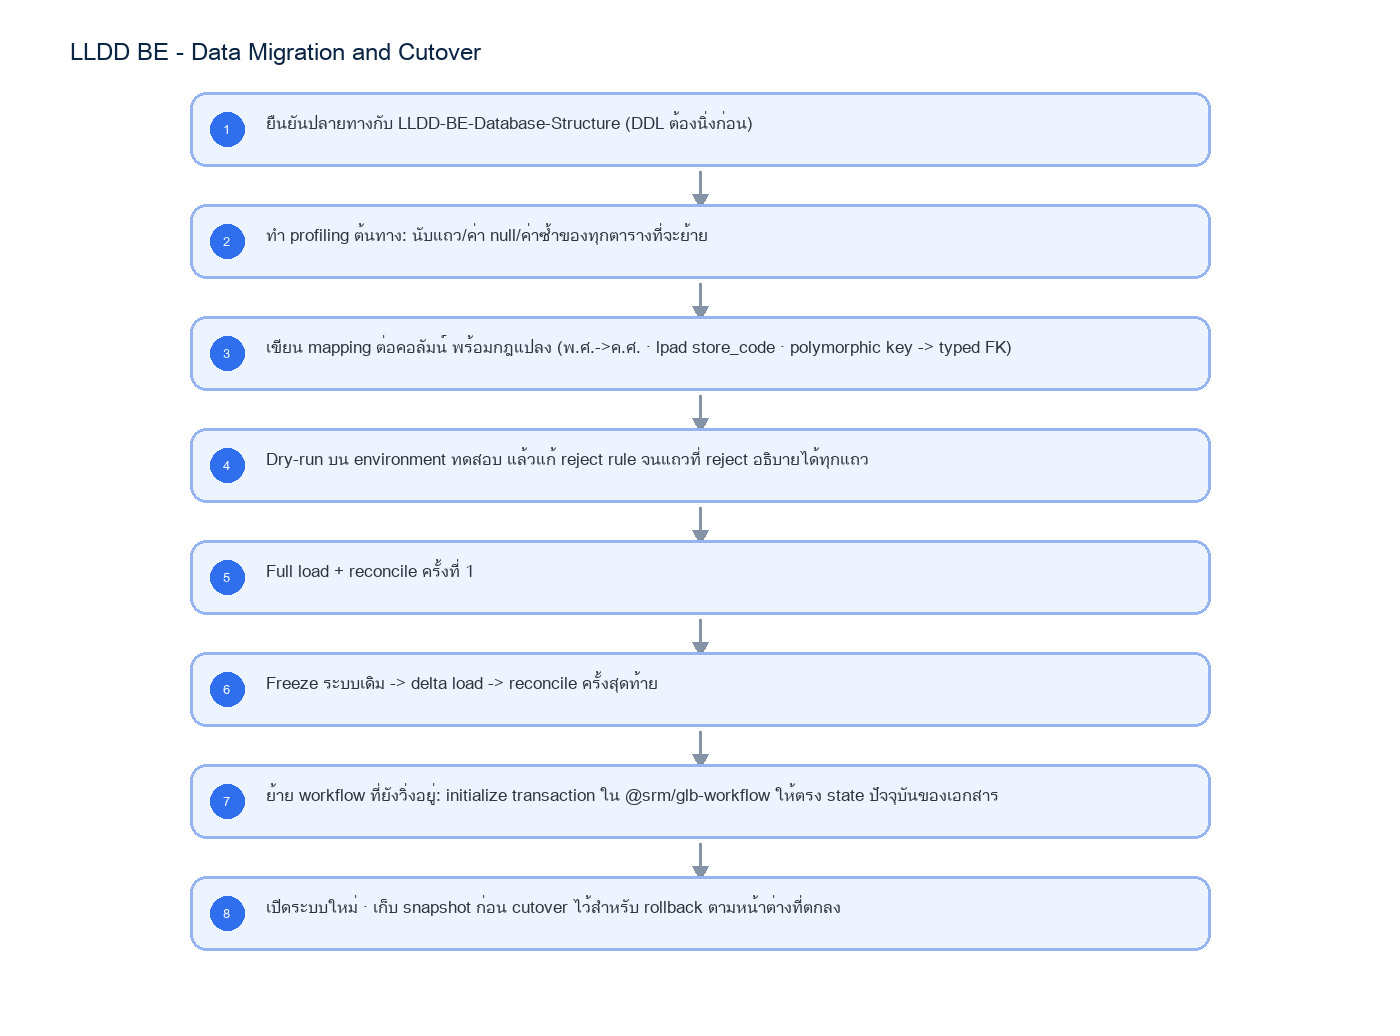 LLDD BE - Data Migration and Cutover
1 ยืนยันปลายทางกับ LLDD-BE-Database-Structure (DDL ต้องนิ่งก่อน)
2 ทำ profiling ต้นทาง: นับแถว/ค่า null/ค่าซ้ำของทุกตารางที่จะย้าย
3 เขียน mapping ต่อคอลัมน์ พร้อมกฎแปลง (พ.ศ.->ค.ศ. · lpad store_code · polymorphic key -> typed FK)
4 Dry-run บน environment ทดสอบ แล้วแก้ reject rule จนแถวที่ reject อธิบายได้ทุกแถว
5 Full load + reconcile ครั้งที่ 1
6 Freeze ระบบเดิม -> delta load -> reconcile ครั้งสุดท้าย
7 ย้าย workflow ที่ยังวิ่งอยู่: initialize transaction ใน @srm/glb-workflow ให้ตรง state ปัจจุบันของเอกสาร
8 เปิดระบบใหม่ · เก็บ snapshot ก่อน cutover ไว้สำหรับ rollback ตามหน้าต่างที่ตกลง